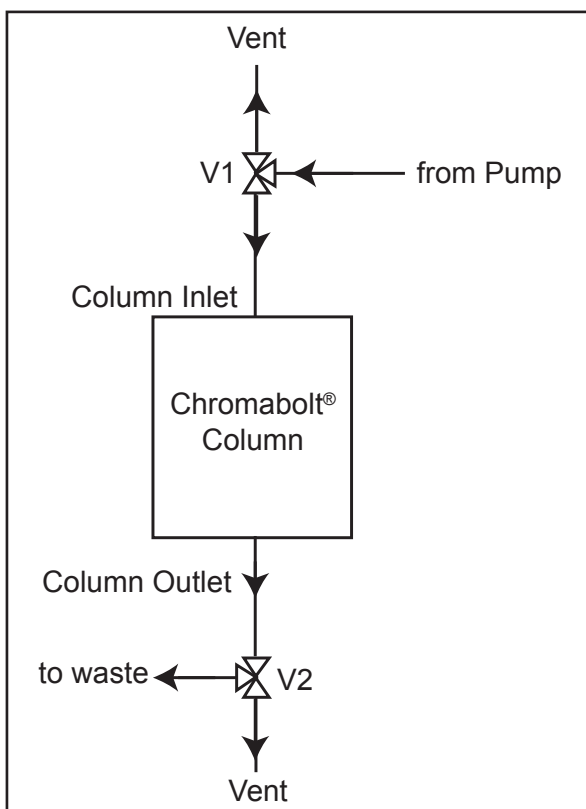 Vent
V1
from Pump
Column Inlet
Chromabolt®
Column
Column Outlet
to waste
V2
Vent